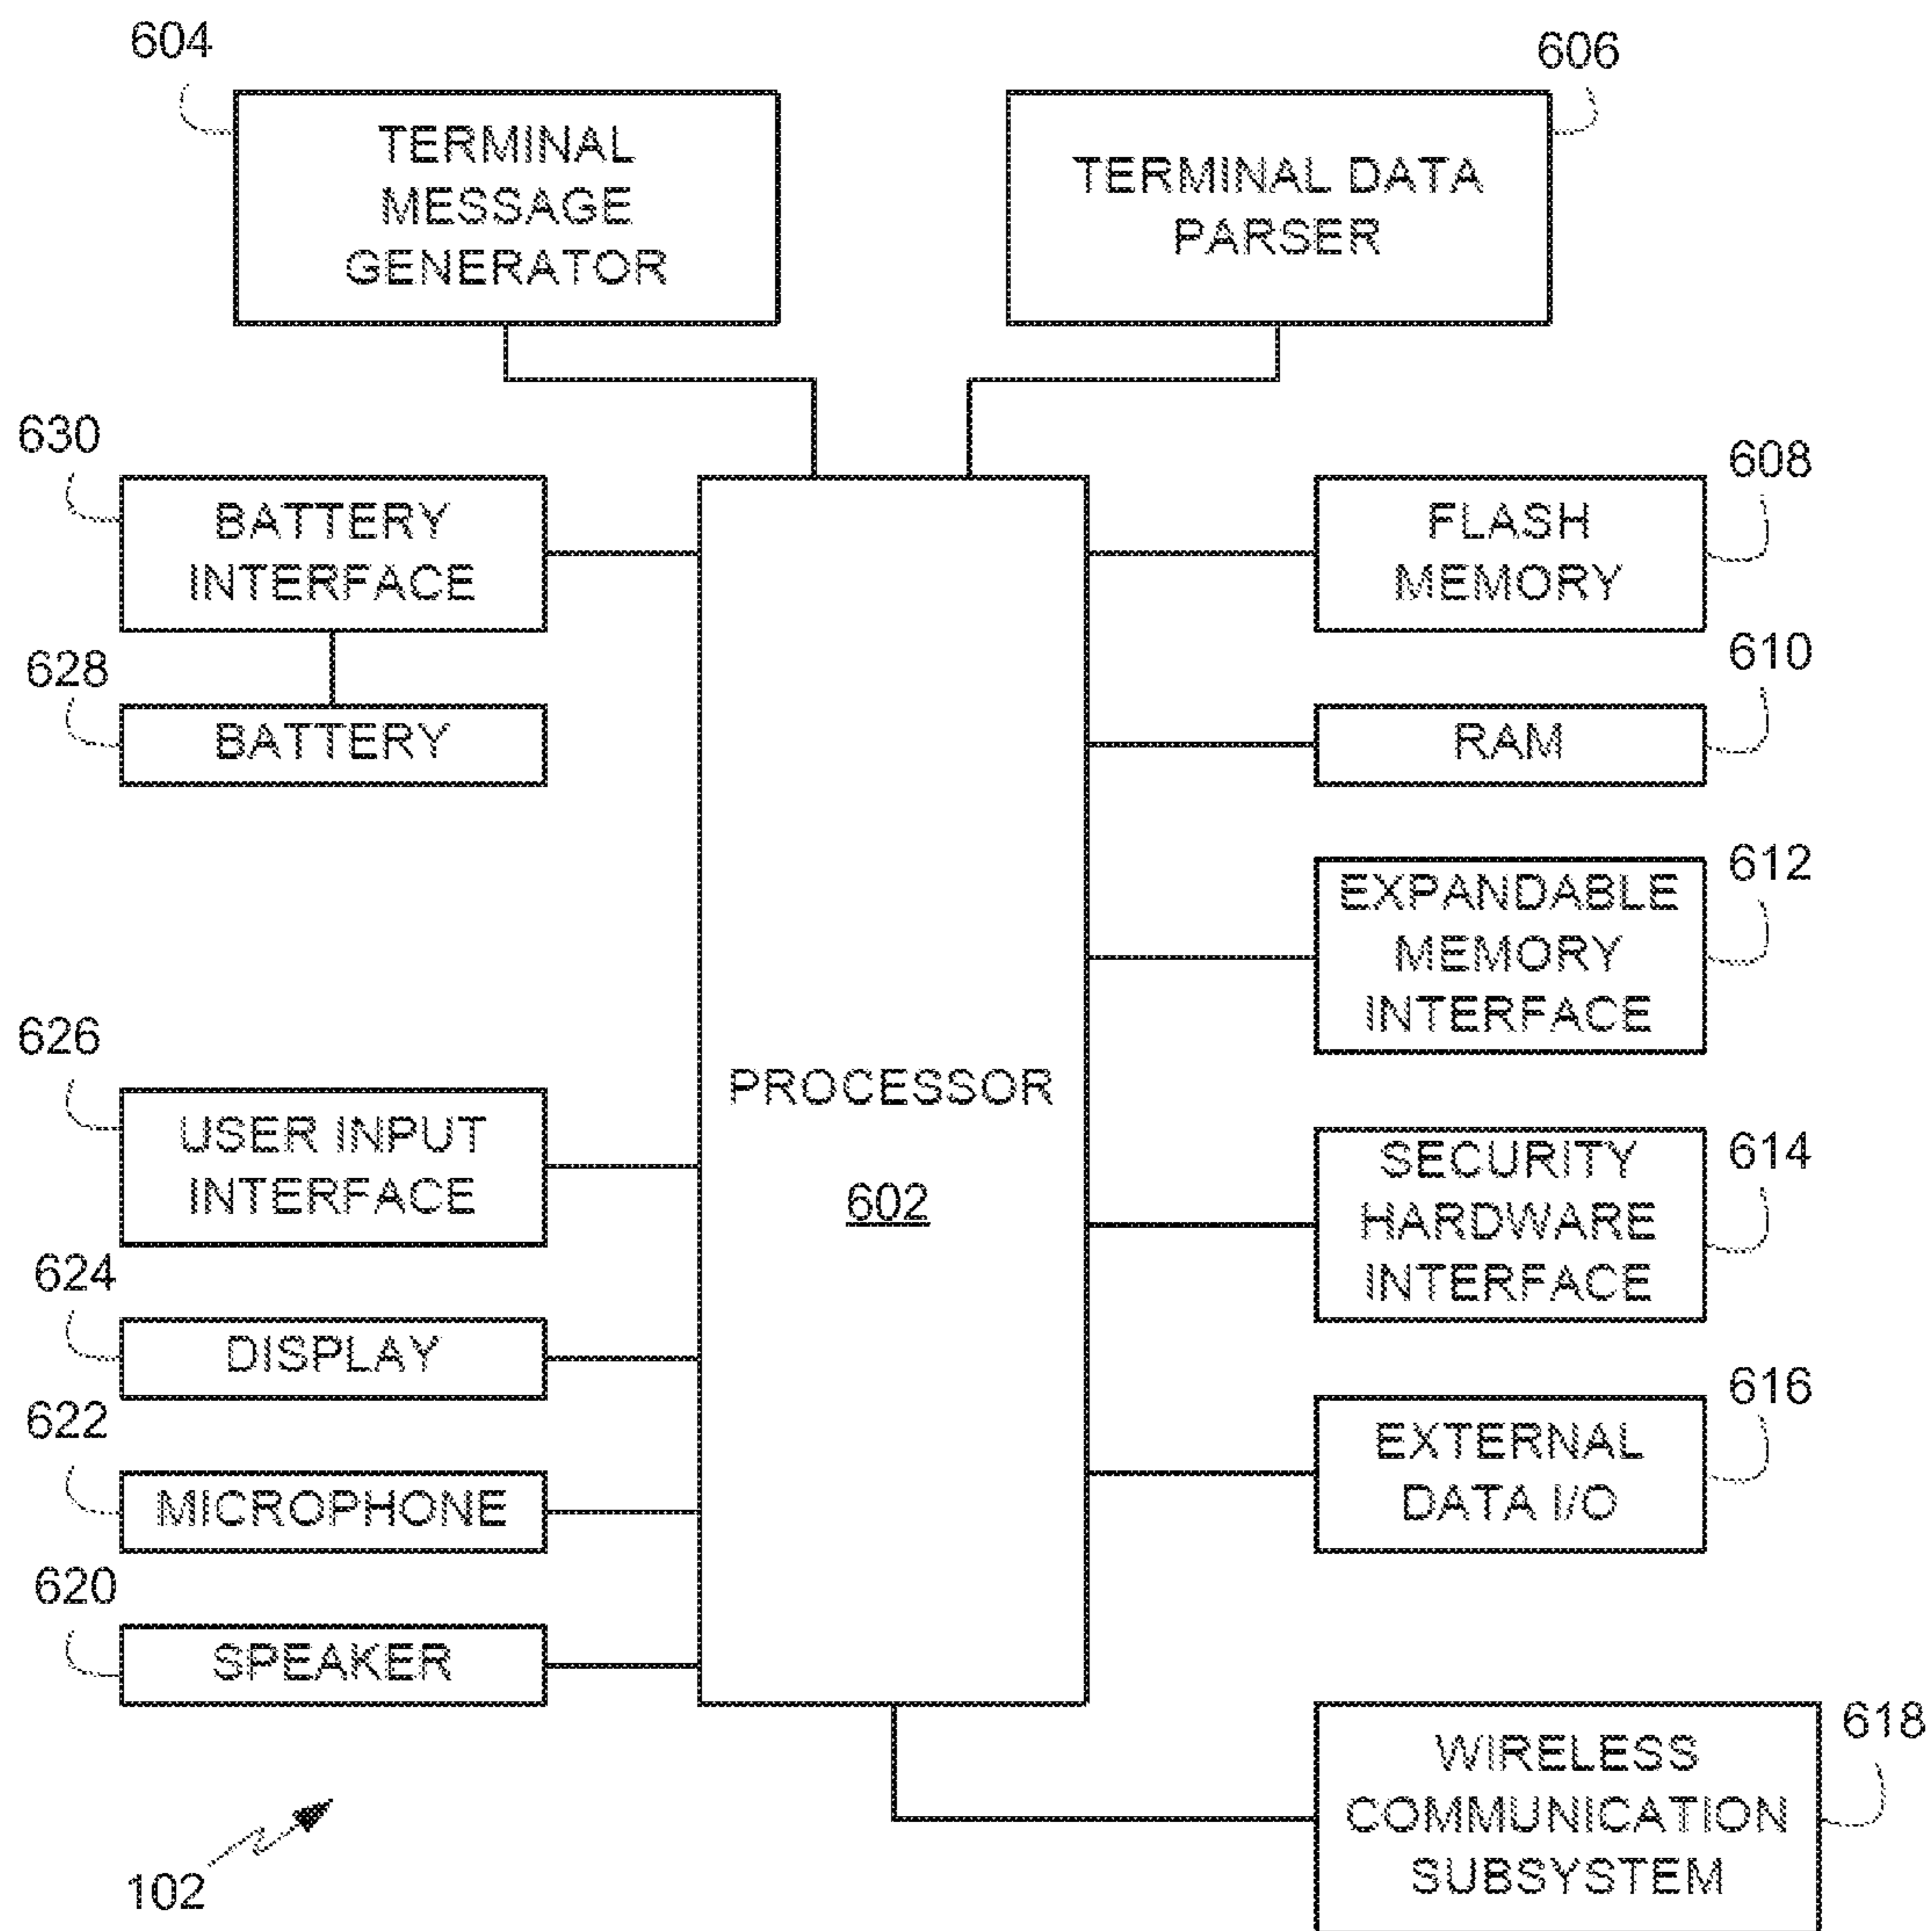 604
TERMINAL
MESSAGE
GENERATOR
606
TERMINAL DATA
PARSER
630
BATTERY
INTERFACE
628
BATTERY
626
USER INPUT
INTERFACE
624
DISPLAY
622
MICROPHONE
620
SPEAKER
PROCESSOR
602
608
FLASH
MEMORY
610
RAM
612
EXPANDABLE
MEMORY
INTERFACE
614
SECURITY
HARDWARE
INTERFACE
616
EXTERNAL
DATA I/O
618
WIRELESS
COMMUNICATION
SUBSYSTEM
102